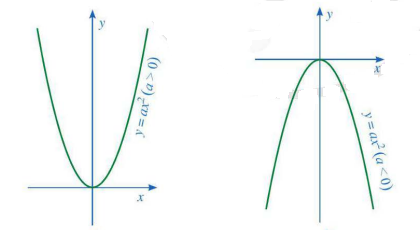 y
y = ax² (a > 0)
x
y
x
y = ax² (a < 0)